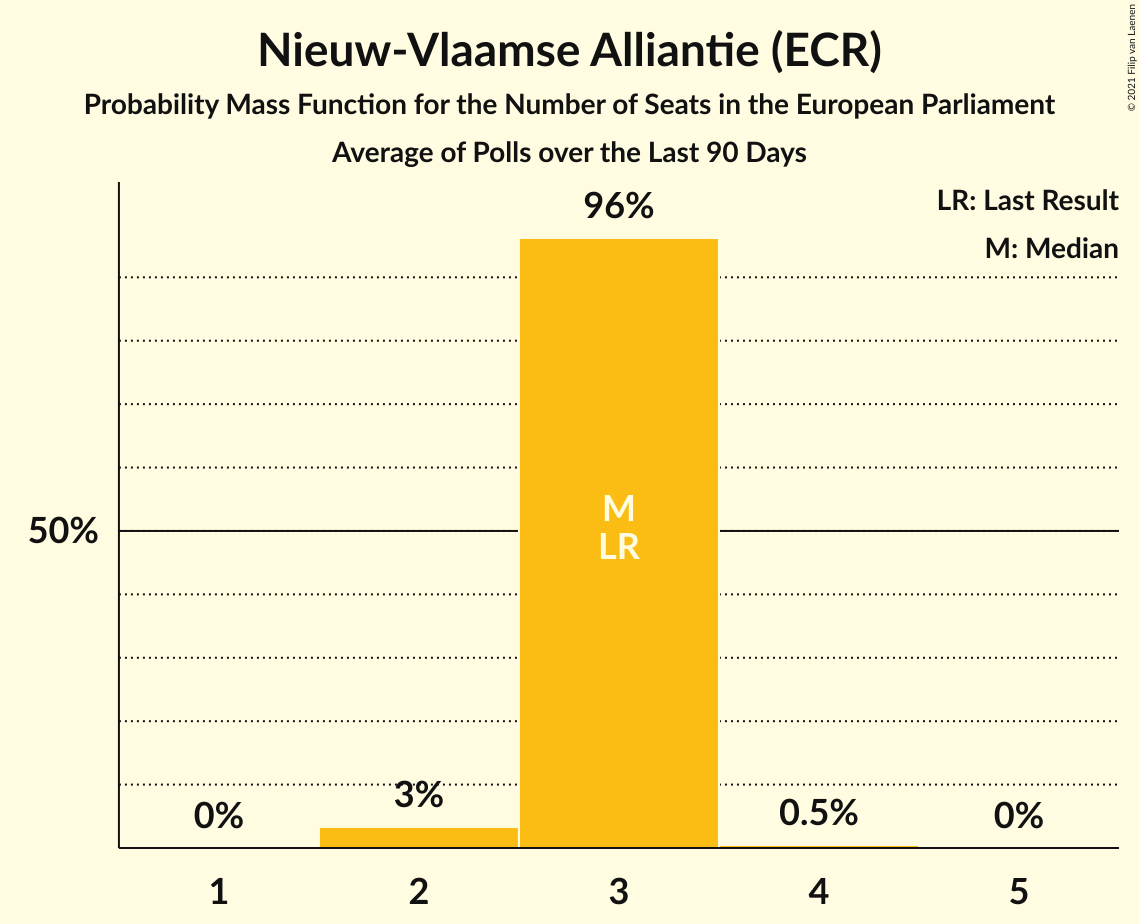 Nieuw-Vlaamse Alliantie (ECR)
Probability Mass Function for the Number of Seats in the European Parliament
Average of Polls over the Last 90 Days
© 2021 Filip van Laenen
LR: Last Result
M: Median
96%
M
LR
50%
0%
3%
0.5%
0%
1
2
3
4
5